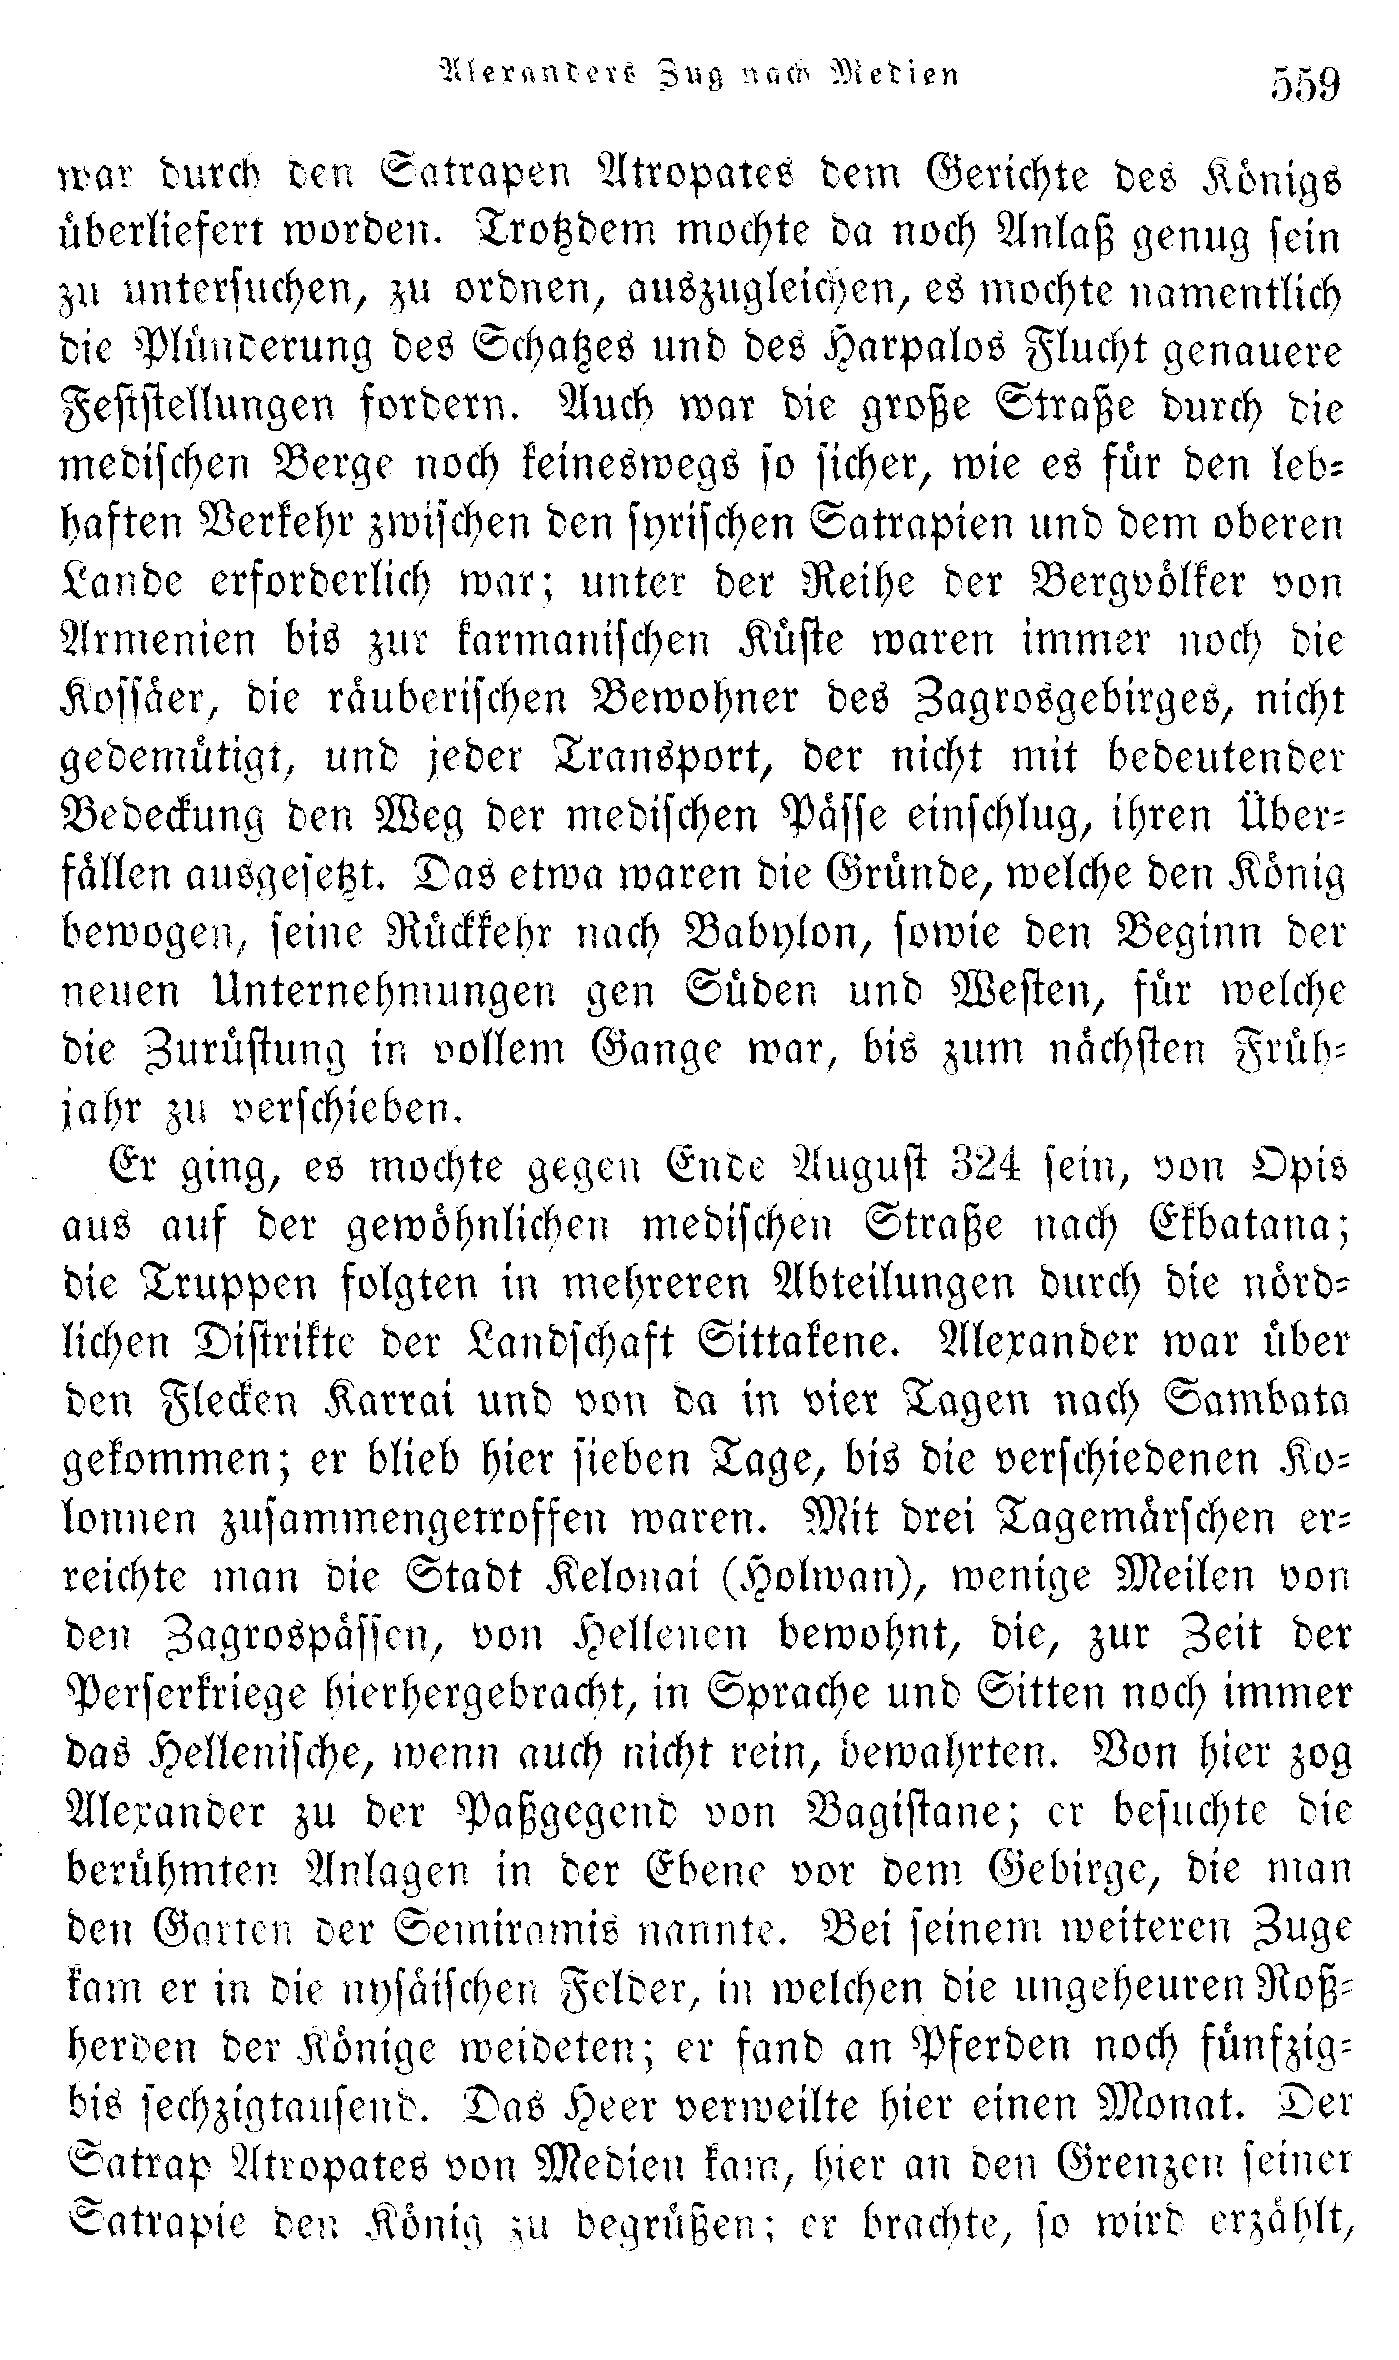 Alexanders Zug nach Medien 559
war durch den Satrapen Atropates dem Gerichte des Königs
überliefert worden. Trotzdem mochte da noch Anlaß genug sein
zu untersuchen, zu ordnen, auszugleichen, es mochte namentlich
die Plünderung des Schatzes und des Harpalos Flucht genauere
Feststellungen fordern. Auch war die große Straße durch die
medischen Berge noch keineswegs so sicher, wie es für den leb-
haften Verkehr zwischen den syrischen Satrapien und dem oberen
Lande erforderlich war; unter der Reihe der Bergvölker von
Armenien bis zur karmanischen Küste waren immer noch die
Kossäer, die räuberischen Bewohner des Zagrosgebirges, nicht
gedemütigt, und jeder Transport, der nicht mit bedeutender
Bedeckung den Weg der medischen Pässe einschlug, ihren Über-
fällen ausgesetzt. Das etwa waren die Gründe, welche den König
bewogen, seine Rückkehr nach Babylon, sowie den Beginn der
neuen Unternehmungen gen Süden und Westen, für welche
die Zurüstung in vollem Gange war, bis zum nächsten Früh-
jahr zu verschieben.
Er ging, es mochte gegen Ende August 324 sein, von Opis
aus auf der gewöhnlichen medischen Straße nach Ekbatana;
die Truppen folgten in mehreren Abteilungen durch die nörd-
lichen Distrikte der Landschaft Sittakene. Alexander war über
den Flecken Karrai und von da in vier Tagen nach Sambata
gekommen; er blieb hier sieben Tage, bis die verschiedenen Ko-
lonnen zusammengetroffen waren. Mit drei Tagemärschen er-
reichte man die Stadt Kelonai (Holwan), wenige Meilen von
den Zagrospässen, von Hellenen bewohnt, die, zur Zeit der
Perserkriege hierhergebracht, in Sprache und Sitten noch immer
das Hellenische, wenn auch nicht rein, bewahrten. Von hier zog
Alexander zu der Paßgegend von Bagistane; er besuchte die
berühmten Anlagen in der Ebene vor dem Gebirge, die man
den Garten der Semiramis nannte. Bei seinem weiteren Zuge
kam er in die nysäischen Felder, in welchen die ungeheuren Roß-
herden der Könige weideten; er fand an Pferden noch fünfzig-
bis sechzigtausend. Das Heer verweilte hier einen Monat. Der
Satrap Atropates von Medien kam, hier an den Grenzen seiner
Satrapie den König zu begrüßen; er brachte, so wird erzählt,